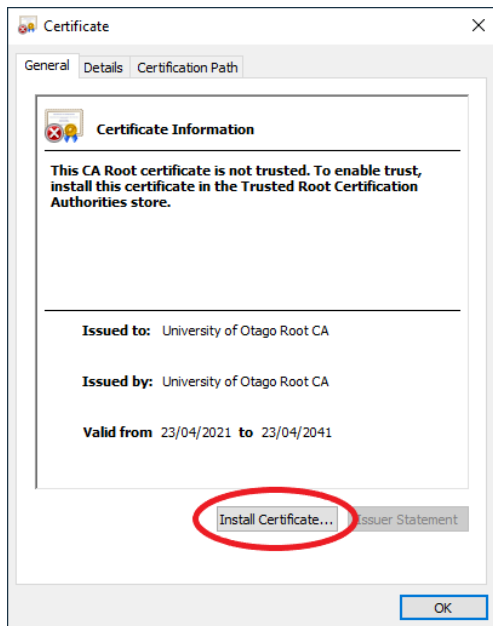 Certificate
General Details Certification Path
Certificate Information
This CA Root certificate is not trusted. To enable trust,
install this certificate in the Trusted Root Certification
Authorities store.
Issued to: University of Otago Root CA
Issued by: University of Otago Root CA
Valid from 23/04/2021 to 23/04/2041
Install Certificate... Issuer Statement
OK